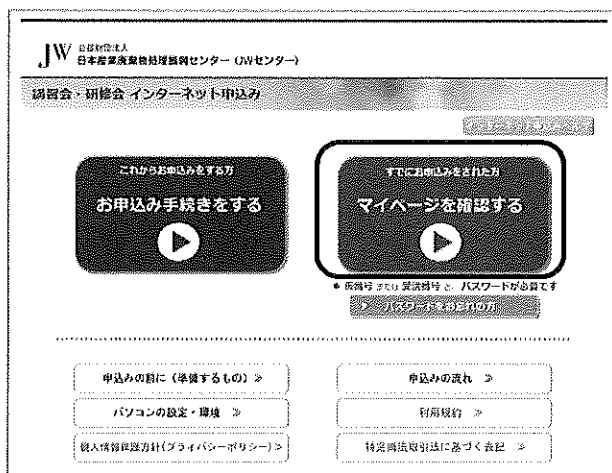 JW 公益財団法人
日本産業廃棄物処理振興センター（JWセンター）
講習会・研修会 インターネット申込み
これからお申込みをする方
お申込み手続きをする
すでにお申込みをされた方
マイページを確認する
● 仮番号 または 受講番号 と、パスワードが必要です
パスワードをお忘れの方
申込みの前に（準備するもの）≫
申込みの流れ ≫
パソコンの設定・環境 ≫
利用規約 ≫
個人情報保護方針(プライバシーポリシー)≫
特定商取引法に基づく表記 ≫